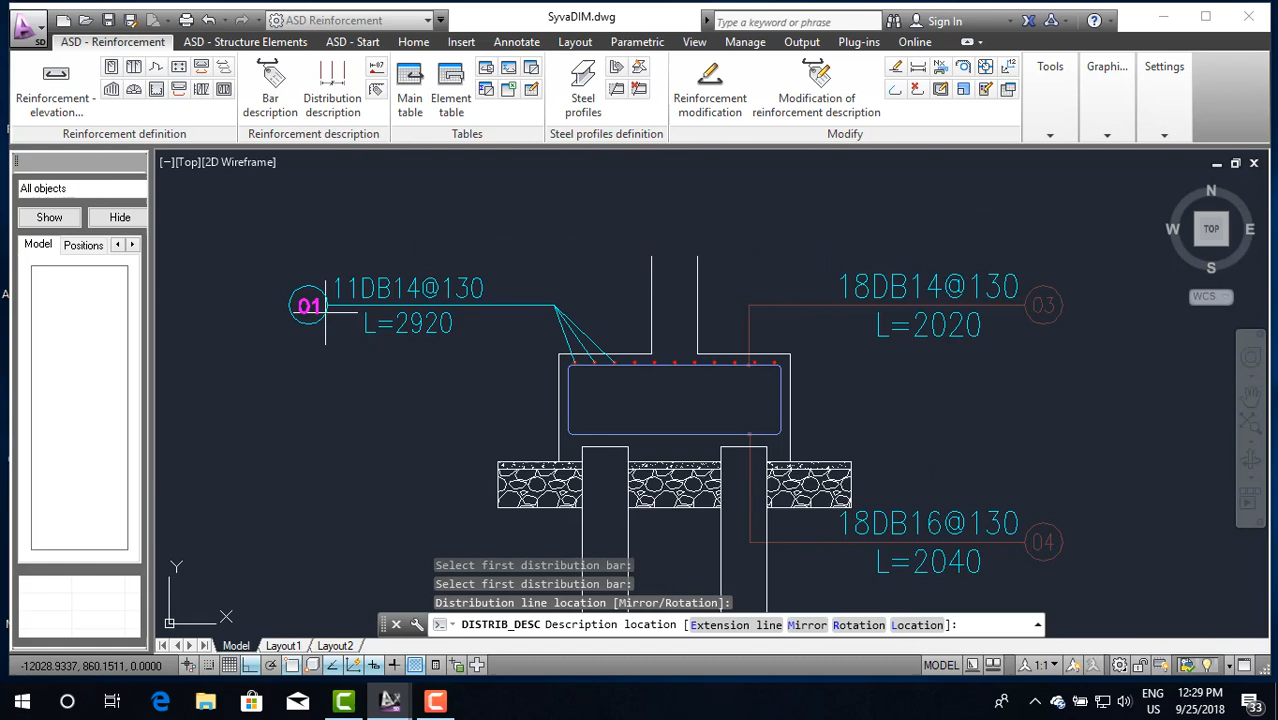 ASD Reinforcement
SyvaDIM.dwg
Type a keyword or phrase
Sign In
SD
ASD - Reinforcement
ASD - Structure Elements
ASD - Start
Home
Insert
Annotate
Layout
Parametric
View
Manage
Output
Plug-ins
Online
Reinforcement - elevation...
Bar description
Distribution description
Main table
Element table
Steel profiles
Reinforcement modification
Modification of reinforcement description
Tools
Graphi...
Settings
Reinforcement definition
Reinforcement description
Tables
Steel profiles definition
Modify
[−][Top][2D Wireframe]
All objects
Show
Hide
Model
Positions
N
W
TOP
E
S
WCS
01
11DB14@130
L=2920
18DB14@130
L=2020
03
18DB16@130
L=2040
04
Y
X
Select first distribution bar:
Select first distribution bar:
Distribution line location [Mirror/Rotation]:
DISTRIB_DESC Description location [Extension line Mirror Rotation Location]:
Model
Layout1
Layout2
-12028.9337, 860.1511, 0.0000
MODEL
1:1
ENG
US
12:29 PM
9/25/2018
33